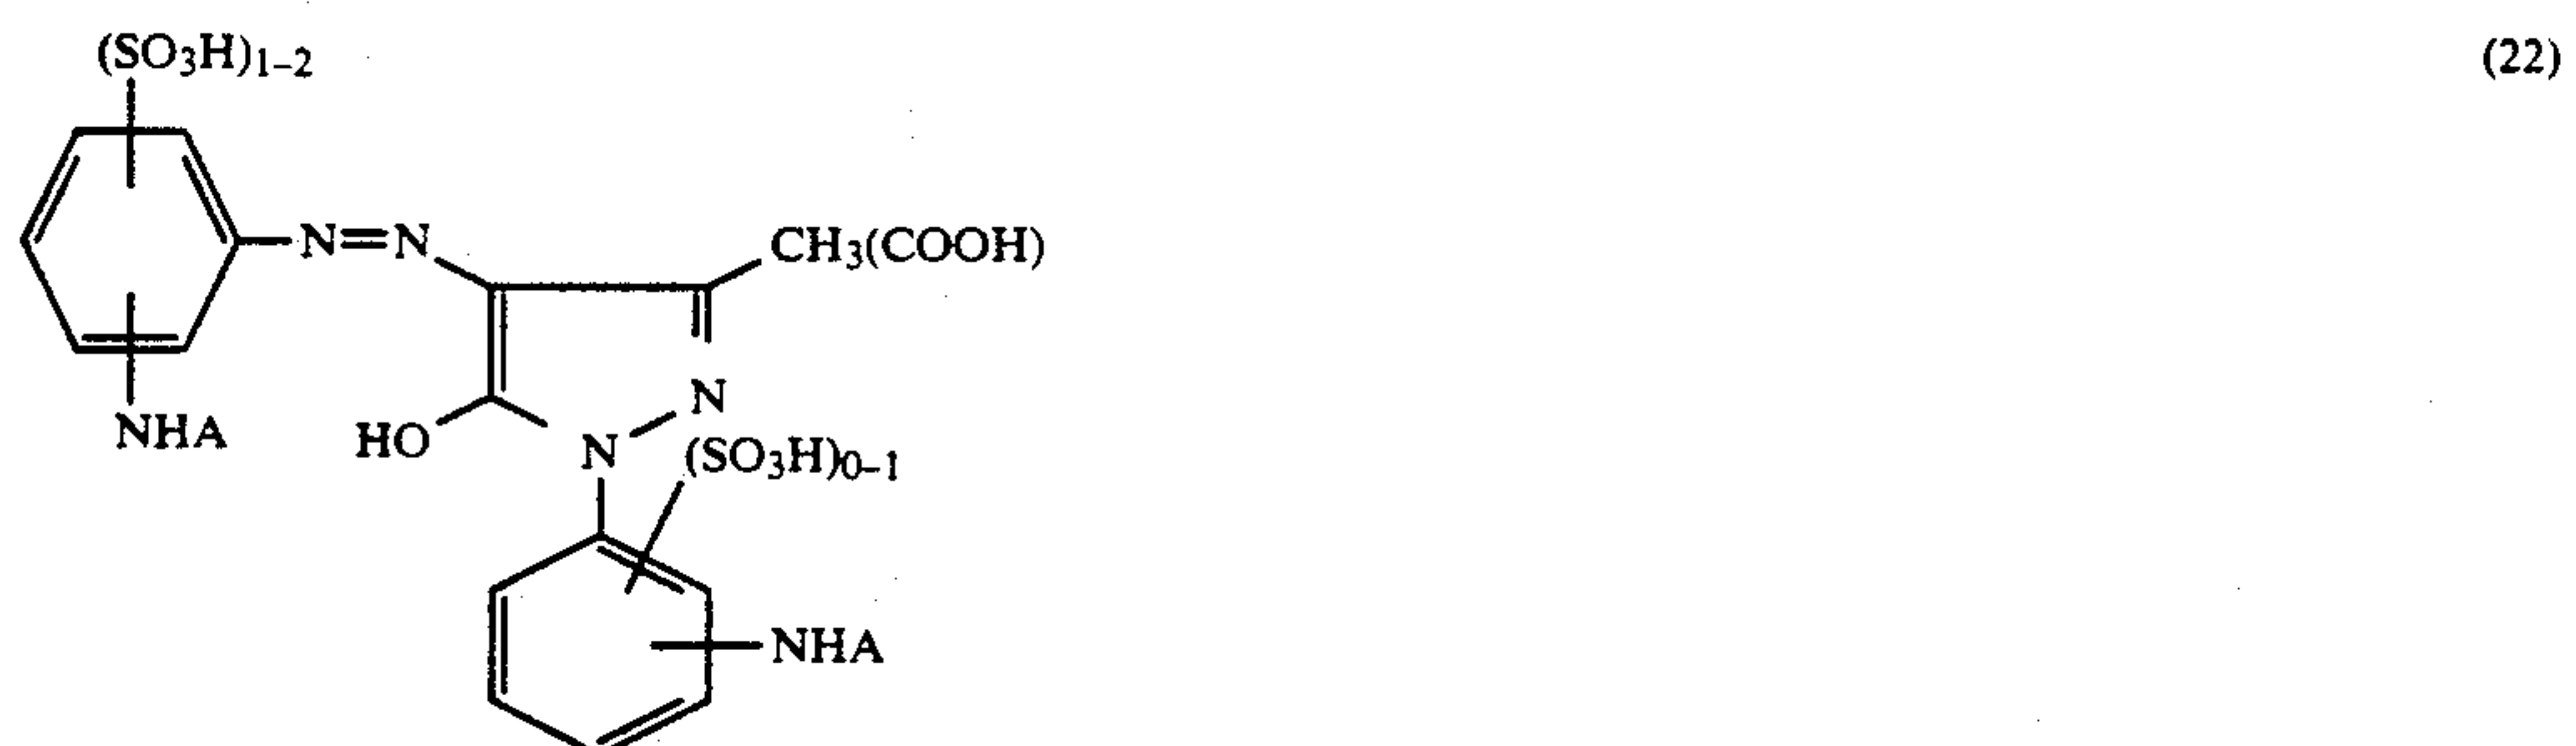 (SO₃H)₁₋₂
(22)
N=N
CH₃(COOH)
N
NHA
HO
N
(SO₃H)₀₋₁
NHA